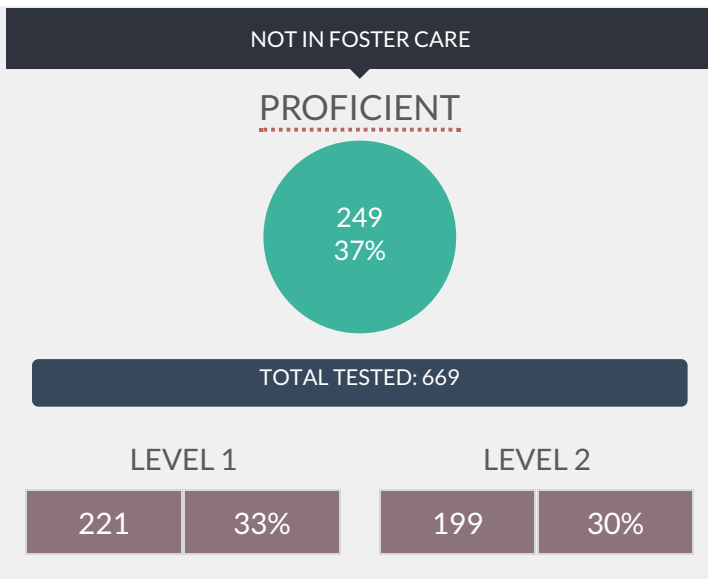 NOT IN FOSTER CARE
PROFICIENT
249
37%
TOTAL TESTED: 669
LEVEL 1
LEVEL 2
221
33%
199
30%